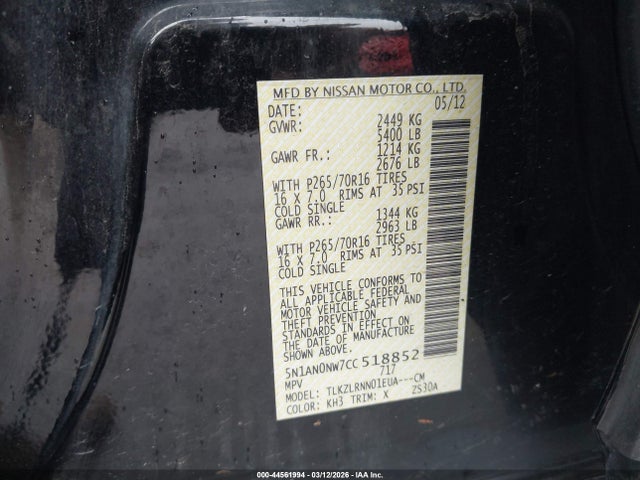 MFD BY NISSAN MOTOR CO., LTD.
DATE: 05/12
GVWR: 2449 KG
5400 LB
GAWR FR.: 1214 KG
2676 LB
WITH P265/70R16 TIRES
16 X 7.0 RIMS AT 35 PSI
COLD SINGLE
GAWR RR.: 1344 KG
2963 LB
WITH P265/70R16 TIRES
16 X 7.0 RIMS AT 35 PSI
COLD SINGLE
THIS VEHICLE CONFORMS TO
ALL APPLICABLE FEDERAL
MOTOR VEHICLE SAFETY AND
THEFT PREVENTION
STANDARDS IN EFFECT ON
THE DATE OF MANUFACTURE
SHOWN ABOVE.
5N1AN0NW7CC 518852
MPV 717
MODEL: TLKZLRNN01EUA---CM
COLOR: KH3 TRIM: X 2S30A
000-44561994 - 03/12/2026 - IAA Inc.